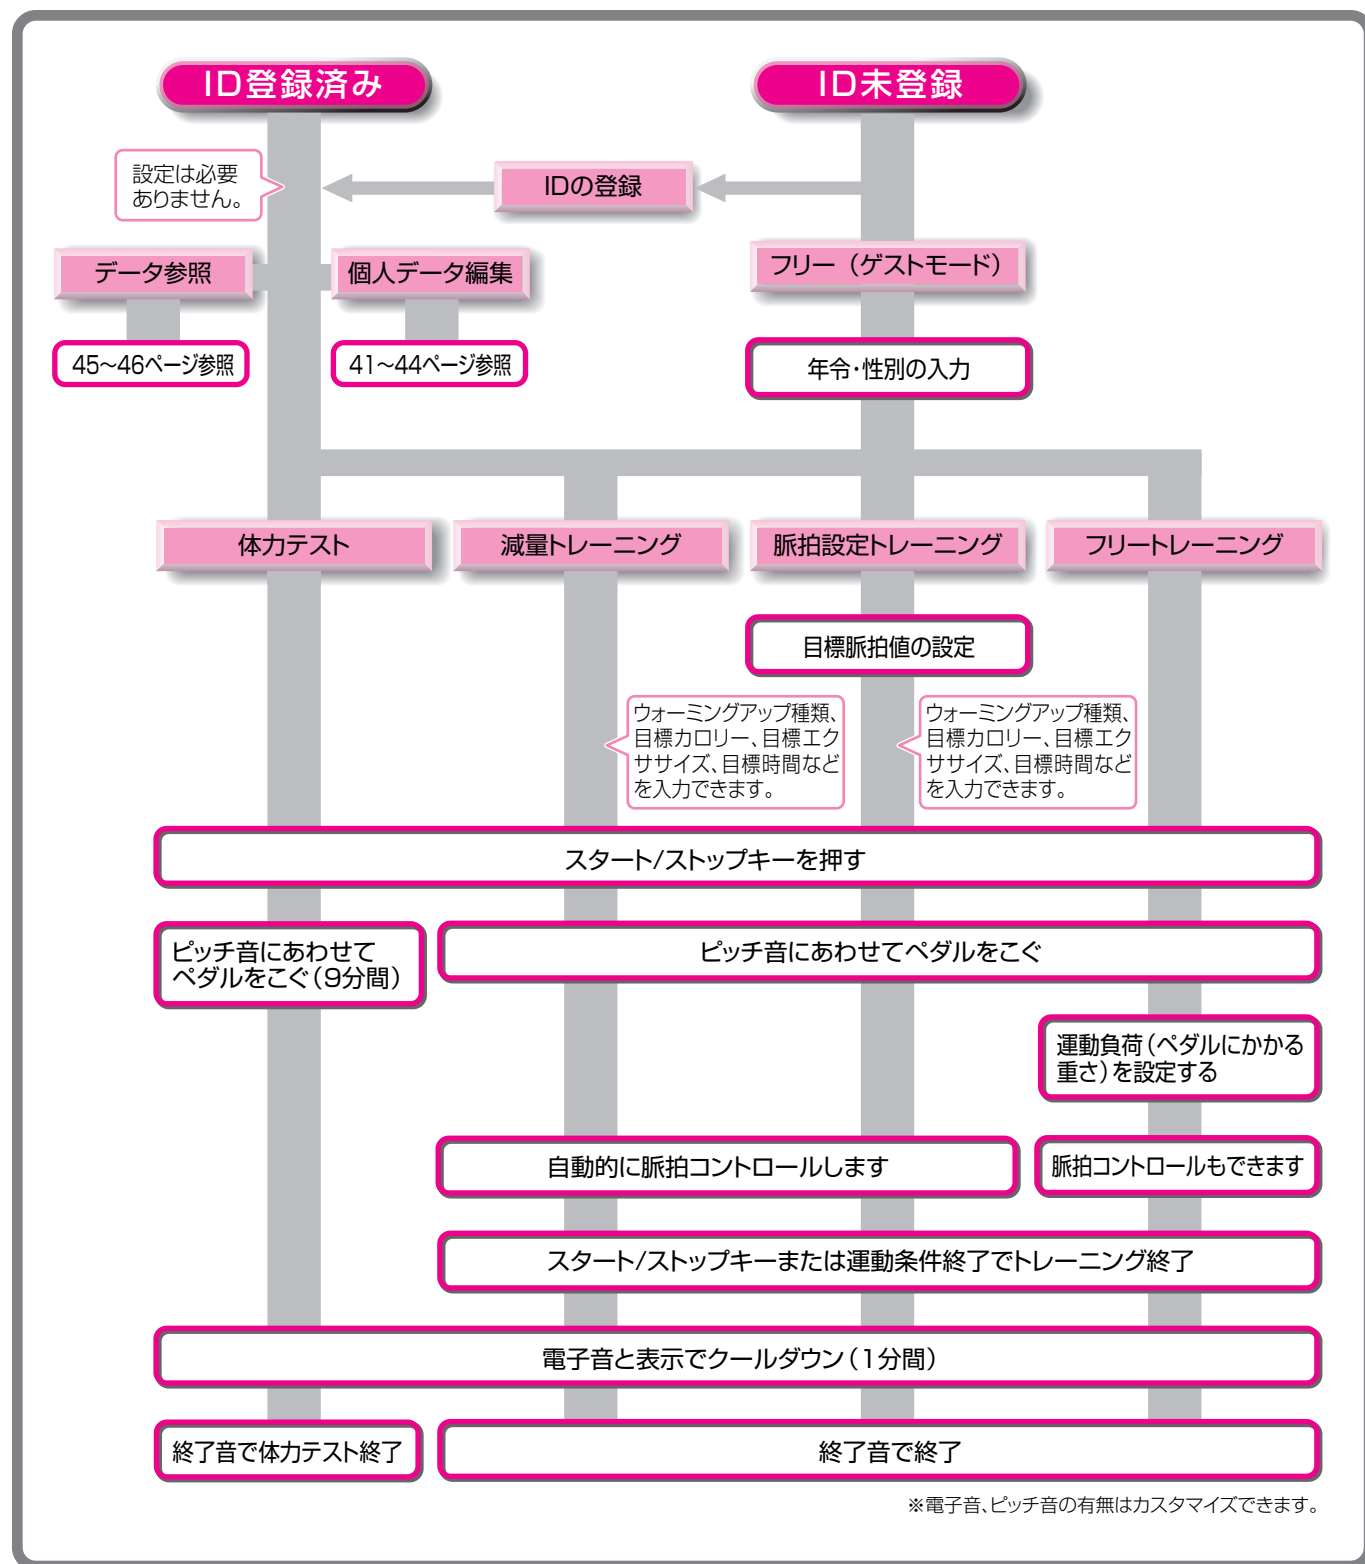 ID登録済み
ID未登録
設定は必要
ありません。
IDの登録
データ参照
個人データ編集
フリー（ゲストモード）
45〜46ページ参照
41〜44ページ参照
年令・性別の入力
体力テスト
減量トレーニング
脈拍設定トレーニング
フリートレーニング
目標脈拍値の設定
ウォーミングアップ種類、
目標カロリー、目標エク
ササイズ、目標時間など
を入力できます。
ウォーミングアップ種類、
目標カロリー、目標エク
ササイズ、目標時間など
を入力できます。
スタート/ストップキーを押す
ピッチ音にあわせて
ペダルをこぐ（9分間）
ピッチ音にあわせてペダルをこぐ
運動負荷（ペダルにかかる
重さ）を設定する
自動的に脈拍コントロールします
脈拍コントロールもできます
スタート/ストップキーまたは運動条件終了でトレーニング終了
電子音と表示でクールダウン（1分間）
終了音で体力テスト終了
終了音で終了
※電子音、ピッチ音の有無はカスタマイズできます。